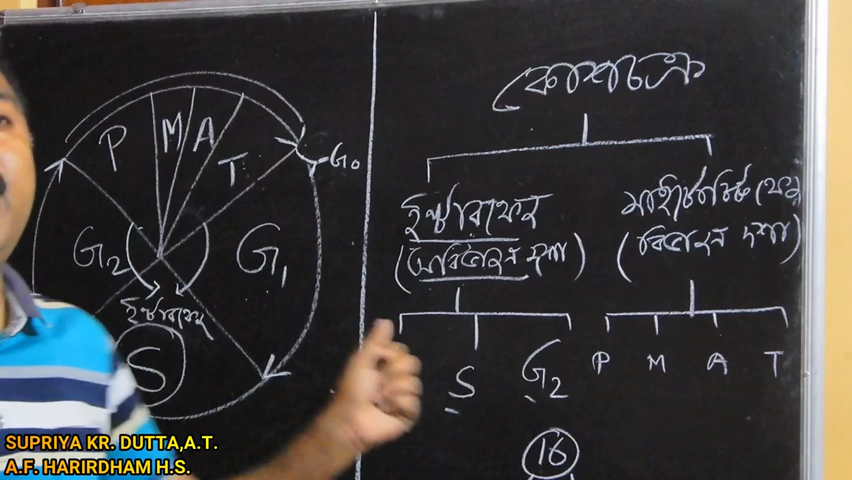 কোশচক্র
P M A T
G₀
G₂ G₁
ইন্টারফেজ
S
ইন্টারফেজ
(অবিভাজন দশা)
মাইটোটিক ফেজ
(বিভাজন দশা)
S G₂ P M A T
16
SUPRIYA KR. DUTTA,A.T.
A.F. HARIRDHAM H.S.